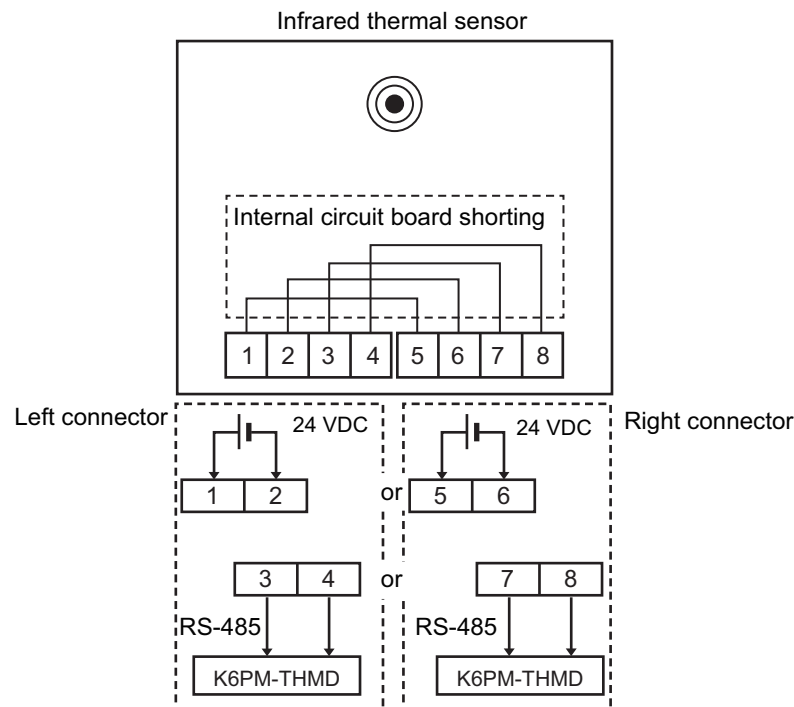 Infrared thermal sensor
Internal circuit board shorting
1 2 3 4 5 6 7 8
Left connector
24 VDC
24 VDC
Right connector
1 2 or 5 6
3 4 or 7 8
RS-485
RS-485
K6PM-THMD
K6PM-THMD